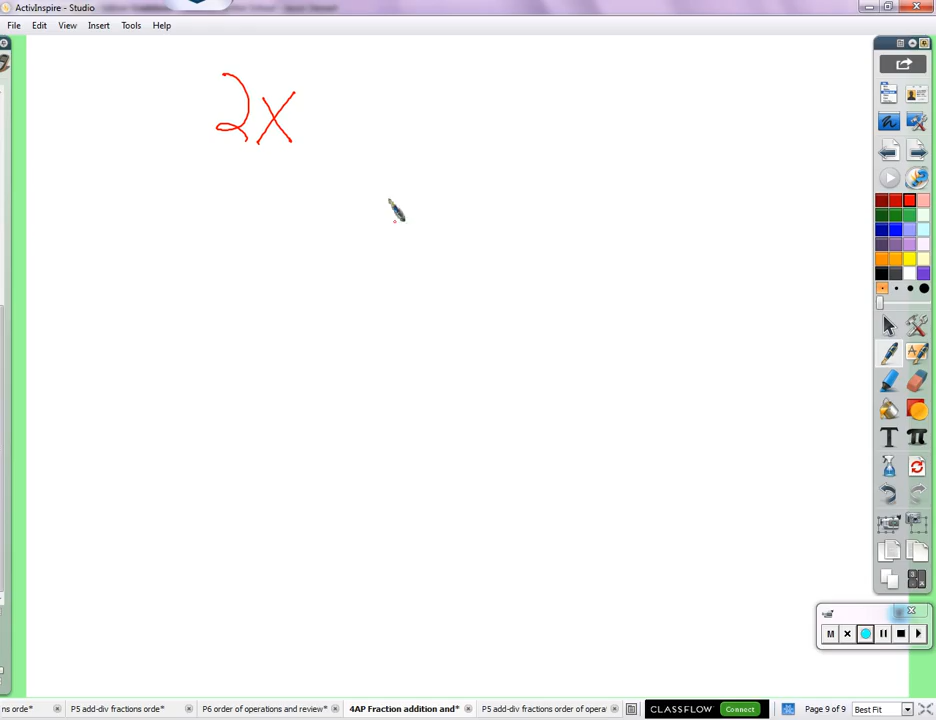 ActivInspire - Studio
File Edit View Insert Tools Help
2x
M
ns orde* P5 add-div fractions orde* P6 order of operations and review* 4AP Fraction addition and* P5 add-div fractions order of opera CLASSFLOW Connect Page 9 of 9 Best Fit